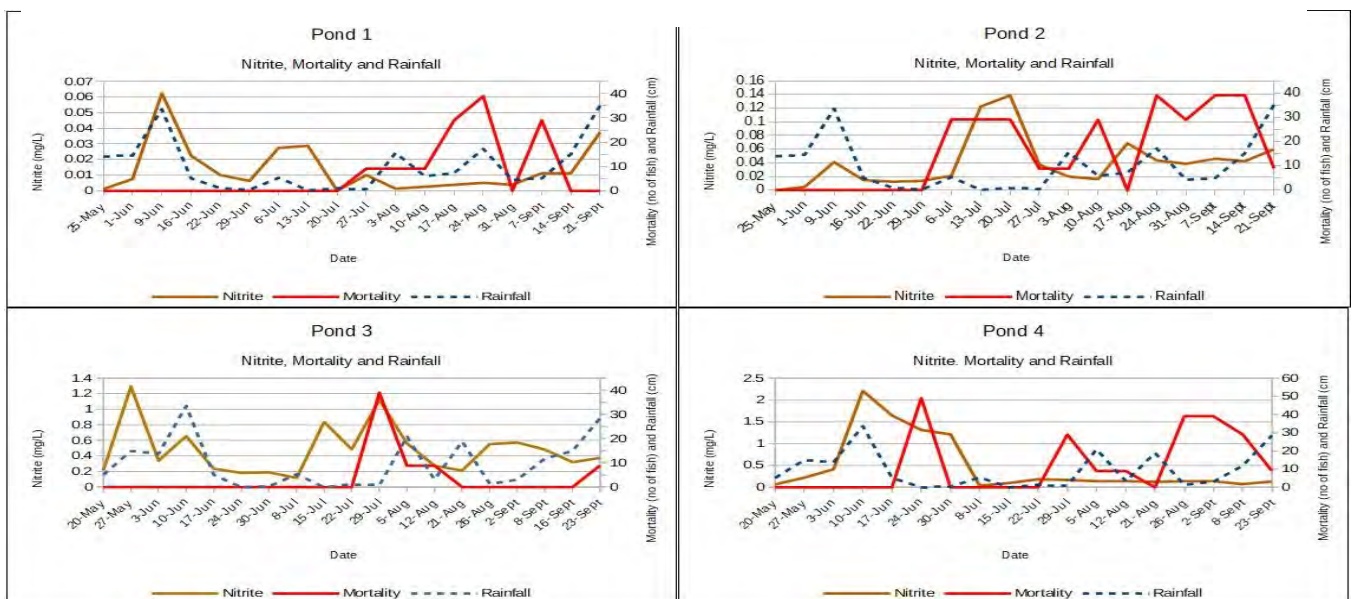 Pond 1
Nitrite, Mortality and Rainfall
Nitrite (mg/L)
0.07
0.06
0.05
0.04
0.03
0.02
0.01
0
40
30
20
10
0
Mortality (no of fish) and Rainfall (cm)
25-May
1-Jun
9-Jun
16-Jun
22-Jun
29-Jun
6-Jul
13-Jul
20-Jul
27-Jul
3-Aug
10-Aug
17-Aug
24-Aug
31-Aug
7-Sept
14-Sept
21-Sept
Date
Nitrite Mortality Rainfall
Pond 2
Nitrite, Mortality and Rainfall
Nitrite (mg/L)
0.16
0.14
0.12
0.1
0.08
0.06
0.04
0.02
0
40
30
20
10
0
Mortality (no of fish) and Rainfall (cm
25-May
1-Jun
9-Jun
16-Jun
22-Jun
29-Jun
6-Jul
13-Jul
20-Jul
27-Jul
3-Aug
10-Aug
17-Aug
24-Aug
31-Aug
7-Sept
14-Sept
21-Sept
Date
Nitrite Mortality Rainfall
Pond 3
Nitrite, Mortality and Rainfall
Nitrite (mg/L)
1.4
1.2
1
0.8
0.6
0.4
0.2
0
40
30
20
10
0
Mortality (no of fish) and Rainfall (cm)
20-May
27-May
3-Jun
10-Jun
17-Jun
24-Jun
30-Jun
8-Jul
15-Jul
22-Jul
29-Jul
5-Aug
12-Aug
21-Aug
26-Aug
2-Sept
8-Sept
16-Sept
23-Sept
Date
Nitrite Mortality Rainfall
Pond 4
Nitrite. Mortality and Rainfall
Nitrite (mg/L)
2.5
2
1.5
1
0.5
0
60
50
40
30
20
10
0
Mortality (no of fish) and Rainfall (cm
20-May
27-May
3-Jun
10-Jun
17-Jun
24-Jun
30-Jun
8-Jul
15-Jul
22-Jul
29-Jul
5-Aug
12-Aug
21-Aug
26-Aug
2-Sept
8-Sept
23-Sept
Date
Nitrite Mortality Rainfall